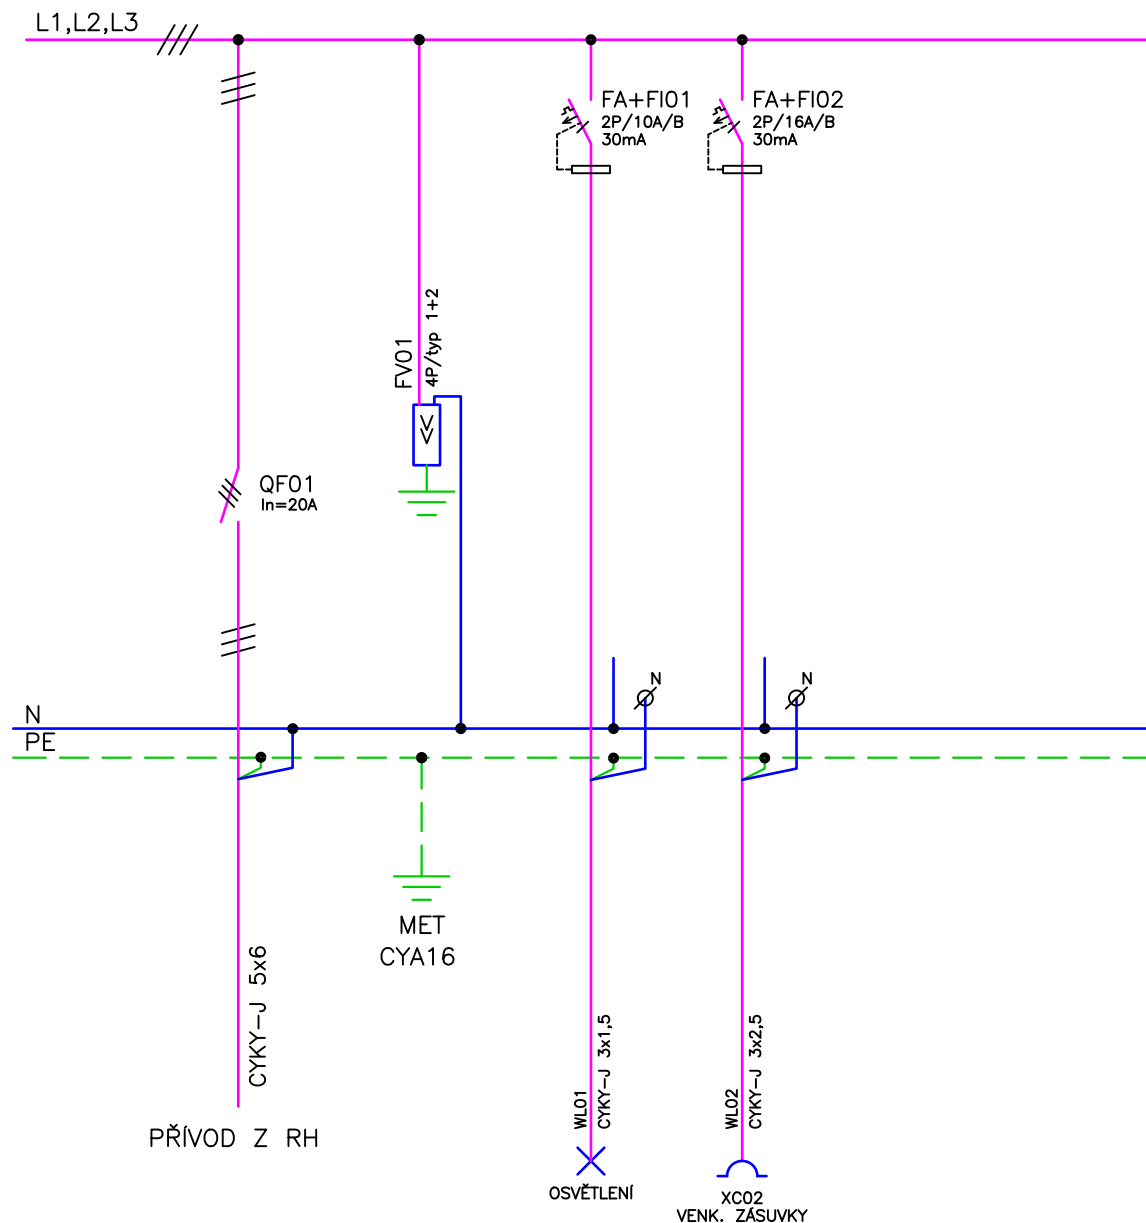 L1,L2,L3
FA+FI01
2P/10A/B
30mA
FA+FI02
2P/16A/B
30mA
FV01
4P/typ 1+2
QF01
In=20A
N
N
N
PE
MET
CYA16
CYKY-J 5x6
PŘÍVOD Z RH
WL01
CYKY-J 3x1,5
OSVĚTLENÍ
WL02
CYKY-J 3x2,5
XC02
VENK. ZÁSUVKY